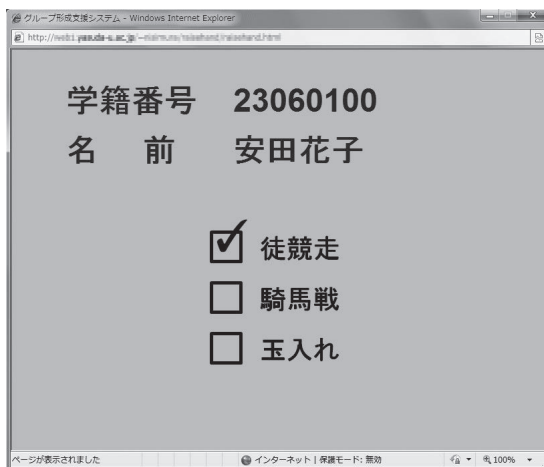 グループ形成支援システム - Windows Internet Explorer
学籍番号 23060100
名 前 安田花子
徒競走
騎馬戦
玉入れ
ページが表示されました インターネット | 保護モード: 無効 100%